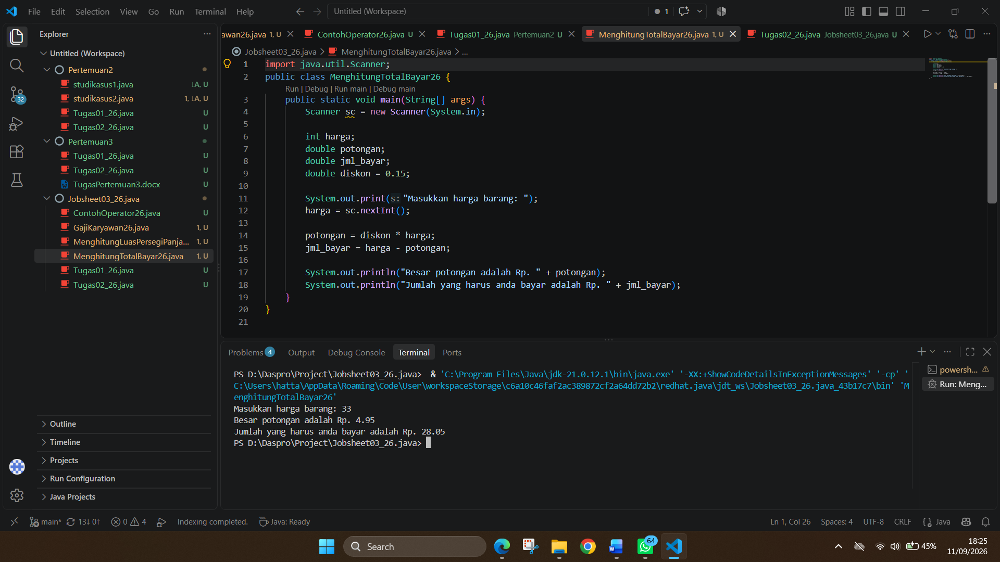 File Edit Selection View Go Run Terminal Help
Untitled (Workspace)
1
Explorer
Untitled (Workspace)
Pertemuan2
studikasus1.java ↓A, U
studikasus2.java 1, ↓A, U
Tugas01_26.java U
Tugas02_26.java U
Pertemuan3
Tugas01_26.java U
Tugas02_26.java U
TugasPertemuan3.docx U
Jobsheet03_26.java
ContohOperator26.java U
GajiKaryawan26.java 1, U
MenghitungLuasPersegiPanja... 1, U
MenghitungTotalBayar26.java 1, U
Tugas01_26.java U
Tugas02_26.java U
32
Outline
Timeline
Projects
Run Configuration
Java Projects
awan26.java 1, U ContohOperator26.java U Tugas01_26.java Pertemuan2 U MenghitungTotalBayar26.java 1, U Tugas02_26.java Jobsheet03_26.java U
Jobsheet03_26.java > MenghitungTotalBayar26.java > ...
1 import java.util.Scanner;
2 public class MenghitungTotalBayar26 {
Run | Debug | Run main | Debug main
3 public static void main(String[] args) {
4 Scanner sc = new Scanner(System.in);
5
6 int harga;
7 double potongan;
8 double jml_bayar;
9 double diskon = 0.15;
10
11 System.out.print(s: "Masukkan harga barang: ");
12 harga = sc.nextInt();
13
14 potongan = diskon * harga;
15 jml_bayar = harga - potongan;
16
17 System.out.println("Besar potongan adalah Rp. " + potongan);
18 System.out.println("Jumlah yang harus anda bayar adalah Rp. " + jml_bayar);
19 }
20 }
21
Problems 4 Output Debug Console Terminal Ports
PS D:\Daspro\Project\Jobsheet03_26.java> & 'C:\Program Files\Java\jdk-21.0.12.1\bin\java.exe' '-XX:+ShowCodeDetailsInExceptionMessages' '-cp' '
C:\Users\hatta\AppData\Roaming\Code\User\workspaceStorage\c6a10c46faf2ac389872cf2a64dd72b2\redhat.java\jdt_ws\Jobsheet03_26.java_43b17c7\bin' 'M
enghitungTotalBayar26'
Masukkan harga barang: 33
Besar potongan adalah Rp. 4.95
Jumlah yang harus anda bayar adalah Rp. 28.05
PS D:\Daspro\Project\Jobsheet03_26.java>
powersh...
Run: Meng...
main* 13↓ 0↑ 0 4 Indexing completed. Java: Ready
Ln 1, Col 26 Spaces: 4 UTF-8 CRLF Java
Search
64
45%
18:25
11/09/2026